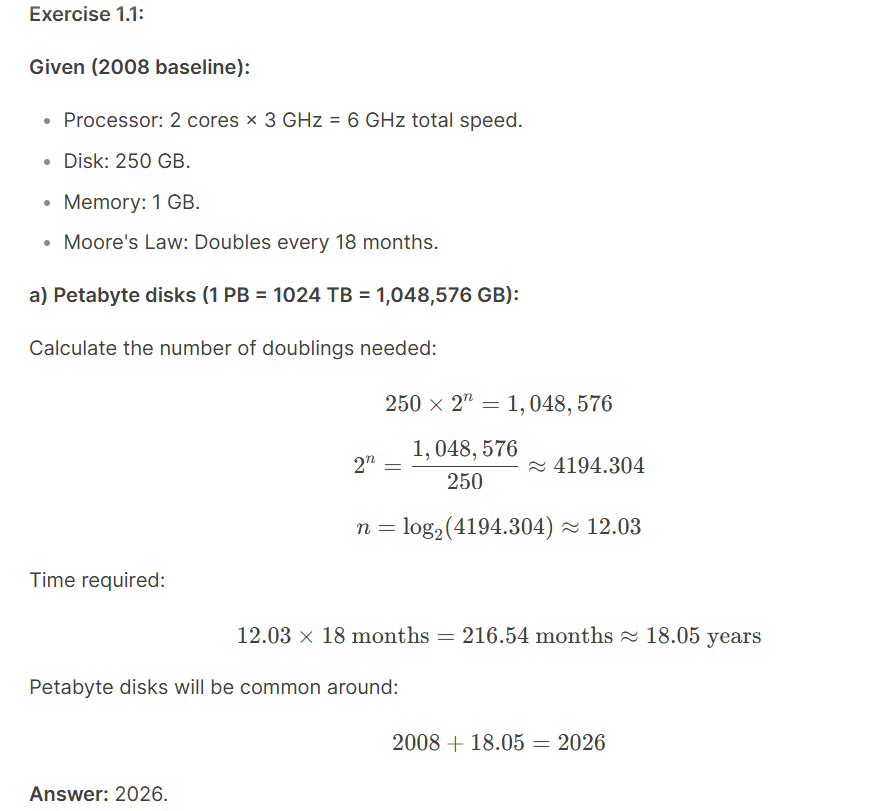 Exercise 1.1:
Given (2008 baseline):
• Processor: 2 cores × 3 GHz = 6 GHz total speed.
• Disk: 250 GB.
• Memory: 1 GB.
• Moore's Law: Doubles every 18 months.
a) Petabyte disks (1 PB = 1024 TB = 1,048,576 GB):
Calculate the number of doublings needed:
250 × 2ⁿ = 1, 048, 576
2ⁿ = 1, 048, 576 / 250 ≈ 4194.304
n = log₂(4194.304) ≈ 12.03
Time required:
12.03 × 18 months = 216.54 months ≈ 18.05 years
Petabyte disks will be common around:
2008 + 18.05 = 2026
Answer: 2026.